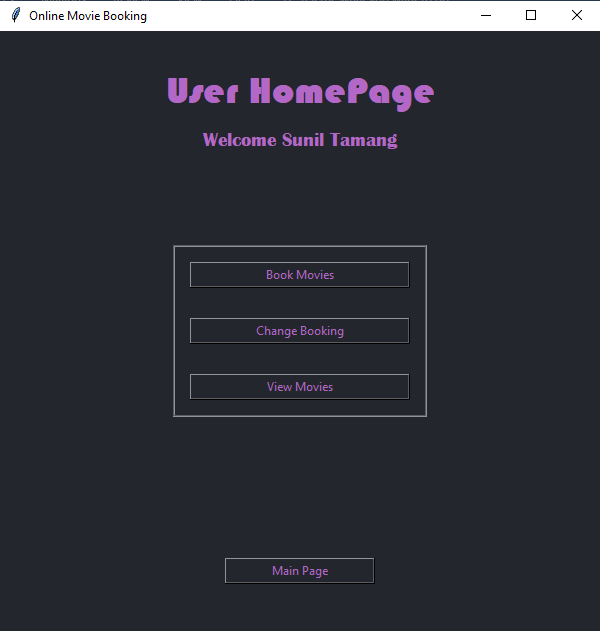 Online Movie Booking
User HomePage
Welcome Sunil Tamang
Book Movies
Change Booking
View Movies
Main Page